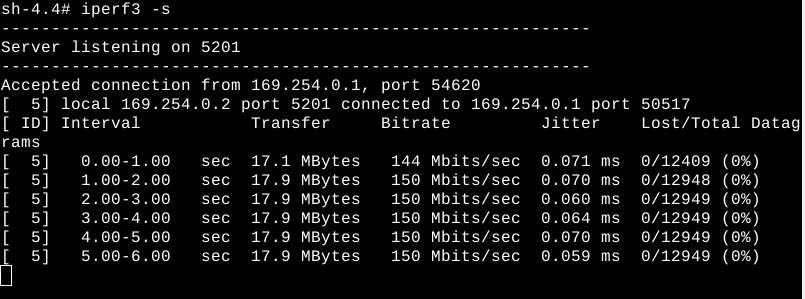 sh-4.4# iperf3 -s
-----------------------------------------------------------
Server listening on 5201
-----------------------------------------------------------
Accepted connection from 169.254.0.1, port 54620
[  5] local 169.254.0.2 port 5201 connected to 169.254.0.1 port 50517
[ ID] Interval           Transfer     Bitrate         Jitter    Lost/Total Datag
rams
[  5]   0.00-1.00   sec  17.1 MBytes   144 Mbits/sec  0.071 ms  0/12409 (0%)
[  5]   1.00-2.00   sec  17.9 MBytes   150 Mbits/sec  0.070 ms  0/12948 (0%)
[  5]   2.00-3.00   sec  17.9 MBytes   150 Mbits/sec  0.060 ms  0/12949 (0%)
[  5]   3.00-4.00   sec  17.9 MBytes   150 Mbits/sec  0.064 ms  0/12949 (0%)
[  5]   4.00-5.00   sec  17.9 MBytes   150 Mbits/sec  0.070 ms  0/12949 (0%)
[  5]   5.00-6.00   sec  17.9 MBytes   150 Mbits/sec  0.059 ms  0/12949 (0%)